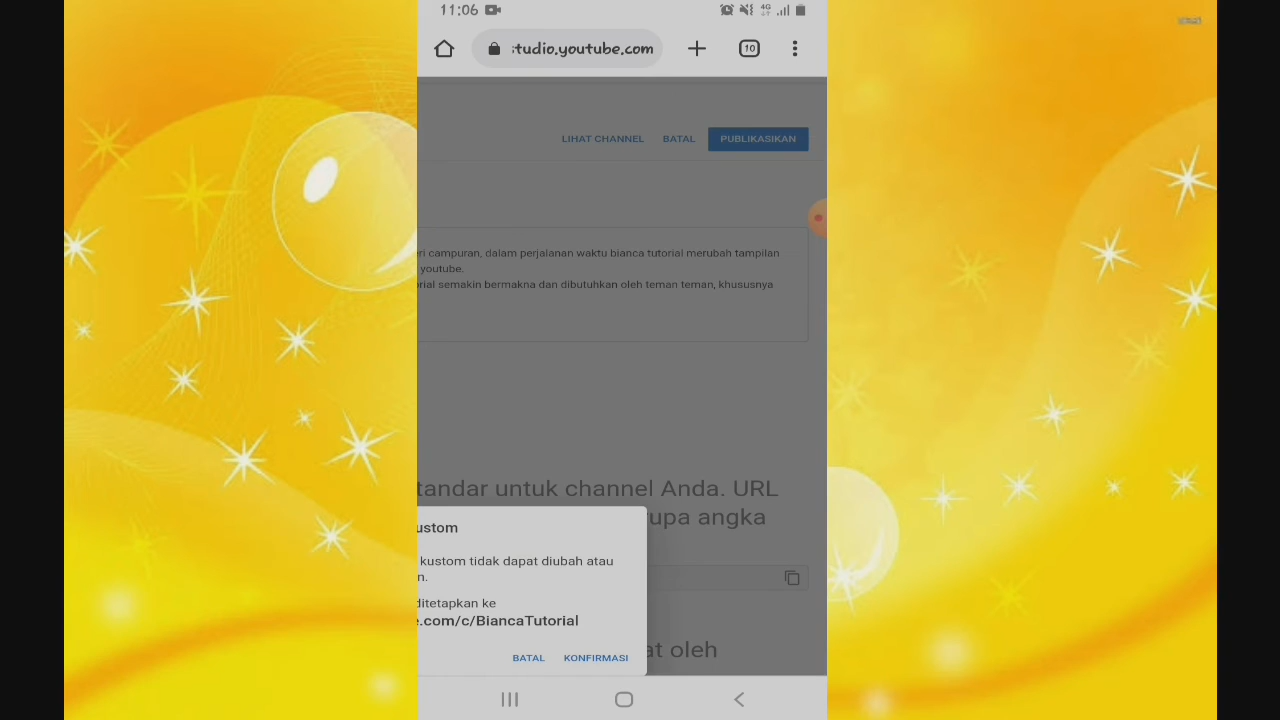 11:06
4G
studio.youtube.com
10
LIHAT CHANNEL BATAL PUBLIKASIKAN
ri campuran, dalam perjalanan waktu bianca tutorial merubah tampilan
youtube.
rial semakin bermakna dan dibutuhkan oleh teman teman, khususnya
tandar untuk channel Anda. URL
rupa angka
ustom
kustom tidak dapat diubah atau
n.
ditetapkan ke
e.com/c/BiancaTutorial
at oleh
BATAL KONFIRMASI